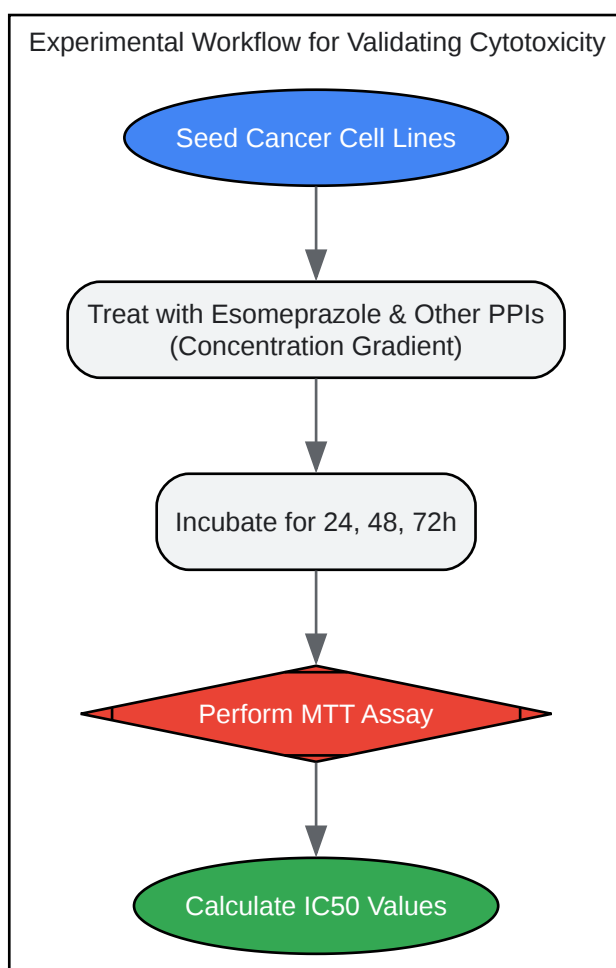 Experimental Workflow for Validating Cytotoxicity
Seed Cancer Cell Lines
Treat with Esomeprazole & Other PPIs
(Concentration Gradient)
Incubate for 24, 48, 72h
Perform MTT Assay
Calculate IC50 Values